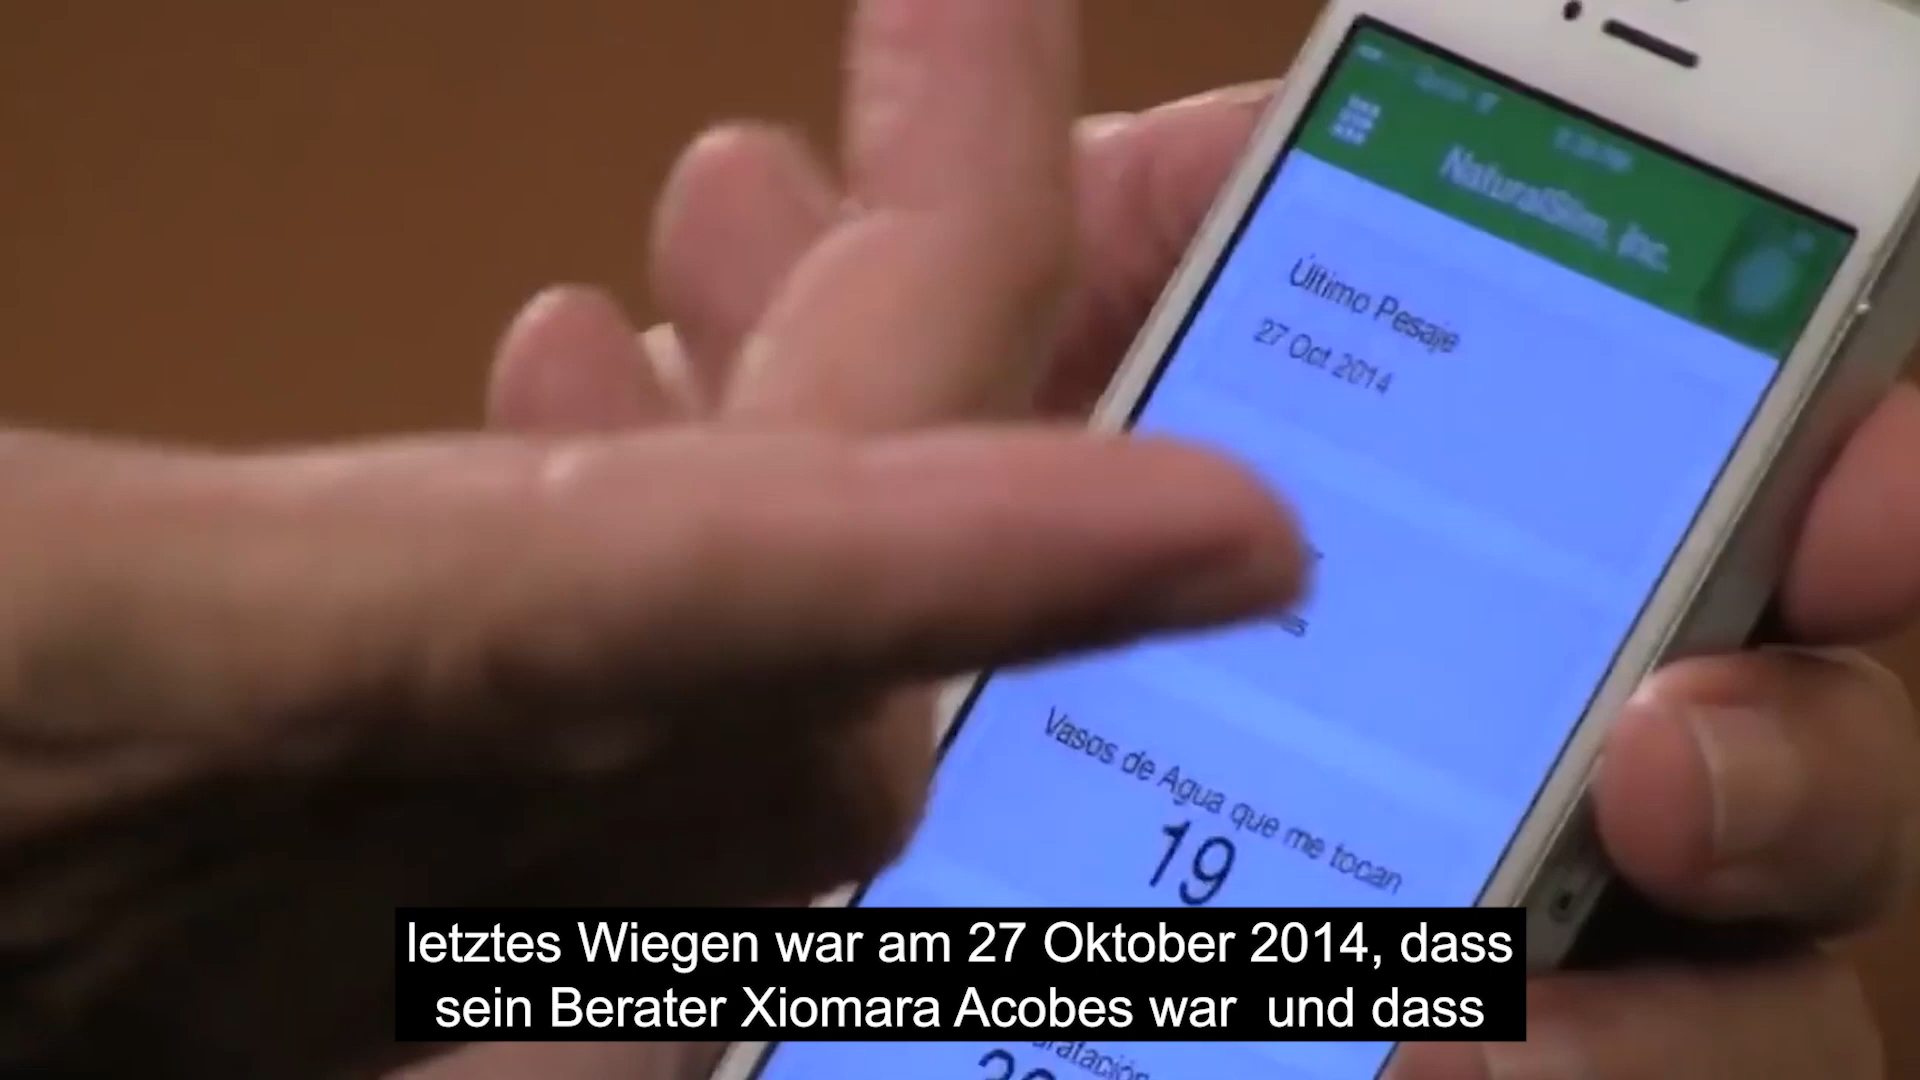 NaturalSlim, Inc.
Último Pesaje
27 Oct 2014
Vasos de Agua que me tocan
19
letztes Wiegen war am 27 Oktober 2014, dass
sein Berater Xiomara Acobes war und dass